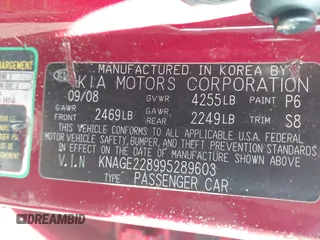 CHARGEMENT
MANUFACTURED IN KOREA BY
KIA MOTORS CORPORATION
09/08 GVWR 4255LB PAINT P6
GAWR FRONT 2469LB GAWR REAR 2249LB TRIM S8
THIS VEHICLE CONFORMS TO ALL APPLICABLE U.S.A. FEDERAL
MOTOR VEHICLE SAFETY, BUMPER, AND THEFT PREVENTION STANDARDS
IN EFFECT ON THE DATE OF MANUFACTURE SHOWN ABOVE.
V.I.N KNAGE228995289603
TYPE PASSENGER CAR
DREAMBID